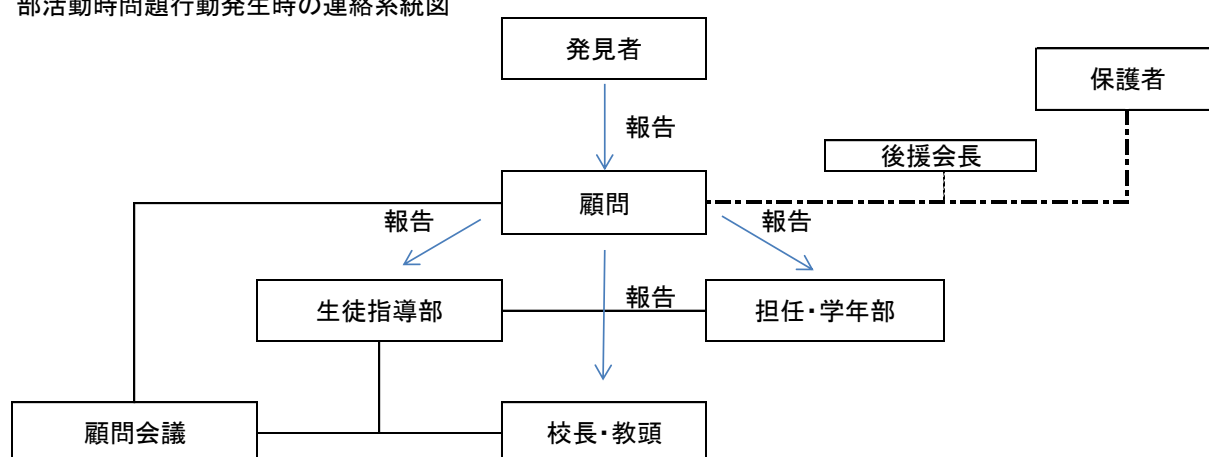 部活動時問題行動発生時の連絡系統図
発見者
保護者
報告
後援会長
顧問
報告
報告
生徒指導部
報告
担任・学年部
顧問会議
校長・教頭